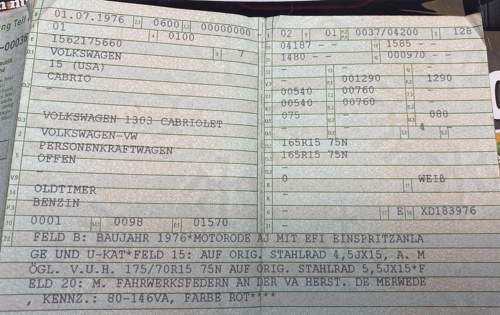 01.07.1976 0600 00000000
01
1562175660 0100
VOLKSWAGEN 7
15 (USA)
CABRIO
-
VOLKSWAGEN 1303 CABRIOLET
VOLKSWAGEN-VW
PERSONENKRAFTWAGEN
OFFEN
-
OLDTIMER
BENZIN
0001 0098 01570
02 01 0037/04200 128
04187 - - 1585 - -
1480 - - 000970 - -
-
- 001290 1290
00540 00760 -
00540 00760 -
075 - 080
- 4 -
165R15 75N
165R15 75N
-
0 WEIß
-
- E XD183976
FELD B: BAUJAHR 1976*MOTORODE AJ MIT EFI EINSPRITZANLA
GE UND U-KAT*FELD 15: AUF ORIG. STAHLRAD 4,5JX15, A. M
ÖGL. V.U.H. 175/70R15 75N AUF ORIG. STAHLRAD 5,5JX15*F
ELD 20: M. FAHRWERKSFEDERN AN DER VA HERST. DE MERWEDE
, KENNZ.: 80-146VA, FARBE ROT****